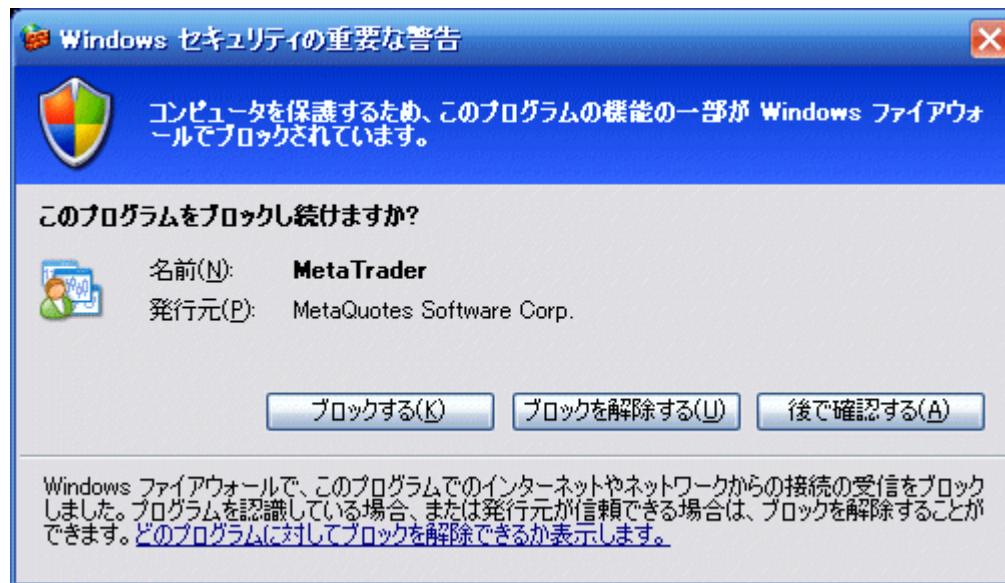 Windows セキュリティの重要な警告
コンピュータを保護するため、このプログラムの機能の一部が Windows ファイアウォ
ールでブロックされています。
このプログラムをブロックし続けますか?
名前(N): MetaTrader
発行元(P): MetaQuotes Software Corp.
ブロックする(K) ブロックを解除する(U) 後で確認する(A)
Windows ファイアウォールで、このプログラムでのインターネットやネットワークからの接続の受信をブロック
しました。プログラムを認識している場合、または発行元が信頼できる場合は、ブロックを解除することが
できます。どのプログラムに対してブロックを解除できるか表示します。